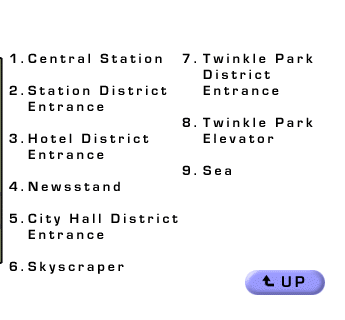 1. Central Station
2. Station District
Entrance
3. Hotel District
Entrance
4. Newsstand
5. City Hall District
Entrance
6. Skyscraper
7. Twinkle Park
District
Entrance
8. Twinkle Park
Elevator
9. Sea
UP